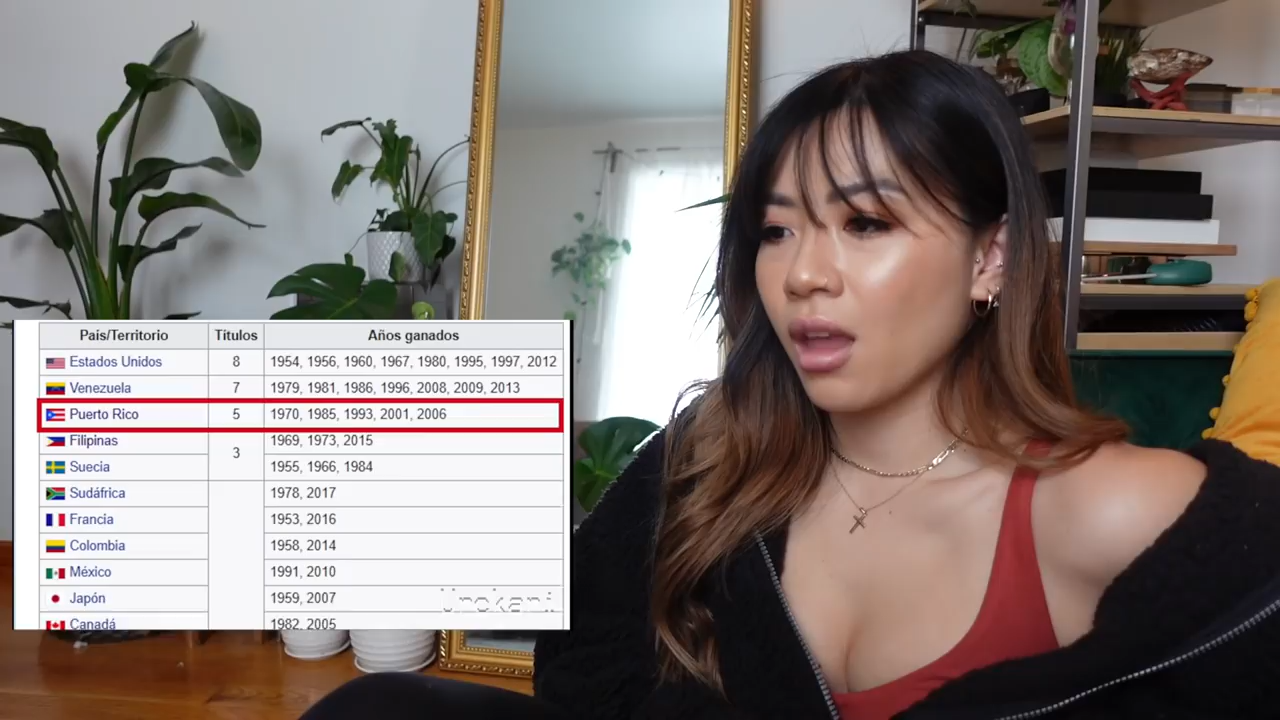 País/Territorio Títulos Años ganados
Estados Unidos 8 1954, 1956, 1960, 1967, 1980, 1995, 1997, 2012
Venezuela 7 1979, 1981, 1986, 1996, 2008, 2009, 2013
Puerto Rico 5 1970, 1985, 1993, 2001, 2006
Filipinas 3 1969, 1973, 2015
Suecia 1955, 1966, 1984
Sudáfrica 1978, 2017
Francia 1953, 2016
Colombia 1958, 2014
México 1991, 2010
Japón 1959, 2007
Canadá 1982, 2005